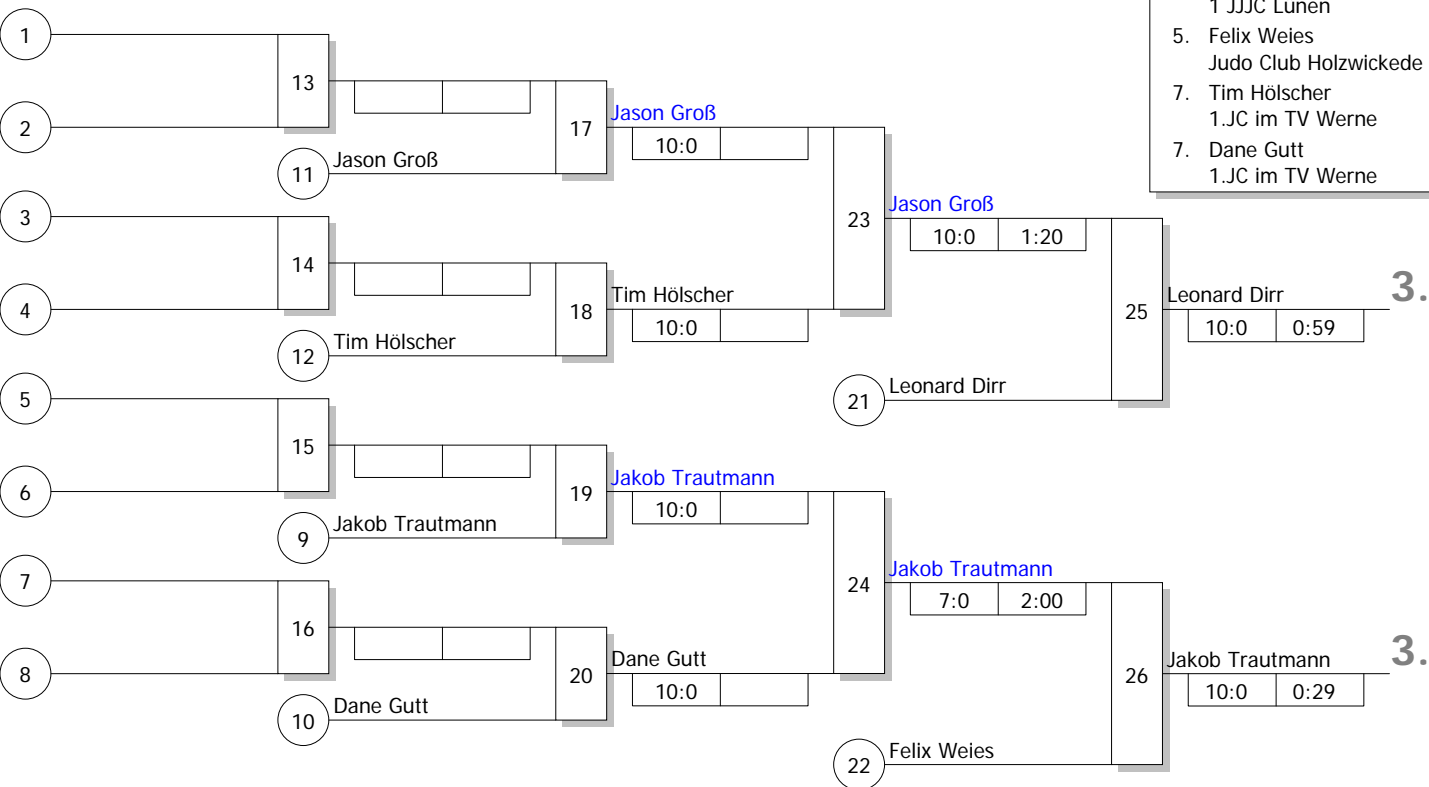 1 JJJC Lünen
5. Felix Weies
Judo Club Holzwickede
7. Tim Hölscher
1.JC im TV Werne
7. Dane Gutt
1.JC im TV Werne
1
13
2
17
Jason Groß
10:0
11
Jason Groß
3
14
4
18
Tim Hölscher
10:0
12
Tim Hölscher
23
Jason Groß
10:0 1:20
25
Leonard Dirr
10:0 0:59
3.
21
Leonard Dirr
5
15
6
19
Jakob Trautmann
10:0
9
Jakob Trautmann
7
16
8
20
Dane Gutt
10:0
10
Dane Gutt
24
Jakob Trautmann
7:0 2:00
26
Jakob Trautmann
10:0 0:29
3.
22
Felix Weies